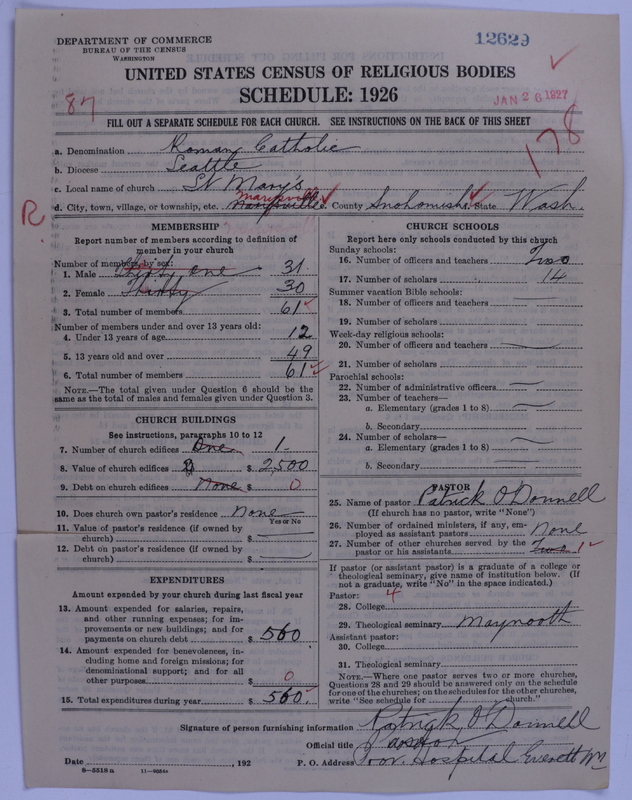 DEPARTMENT OF COMMERCE
BUREAU OF THE CENSUS
WASHINGTON
12629
UNITED STATES CENSUS OF RELIGIOUS BODIES
SCHEDULE: 1926
JAN 26 1927
87
178
FILL OUT A SEPARATE SCHEDULE FOR EACH CHURCH. SEE INSTRUCTIONS ON THE BACK OF THIS SHEET
a. Denomination Roman Catholic
b. Diocese Seattle
c. Local name of church St Mary's
Marysville
d. City, town, village, or township, etc. Marysville. County Snohomish. State Wash.
R
MEMBERSHIP
Report number of members according to definition of
member in your church
Number of members by sex:
1. Male Thirty one 31
2. Female Thirty 30
3. Total number of members 61
Number of members under and over 13 years old:
4. Under 13 years of age 12
5. 13 years old and over 49
6. Total number of members 61
NOTE.—The total given under Question 6 should be the
same as the total of males and females given under Question 3.
CHURCH BUILDINGS
See instructions, paragraphs 10 to 12
7. Number of church edifices One 1
8. Value of church edifices $ 2,500
9. Debt on church edifices None $ 0
10. Does church own pastor's residence None
Yes or No
11. Value of pastor's residence (if owned by
church) $
12. Debt on pastor's residence (if owned by
church) $
EXPENDITURES
Amount expended by your church during last fiscal year
13. Amount expended for salaries, repairs,
and other running expenses; for im-
provements or new buildings; and for
payments on church debt $ 560
14. Amount expended for benevolences, in-
cluding home and foreign missions; for
denominational support; and for all
other purposes $ 0
15. Total expenditures during year $ 560.
CHURCH SCHOOLS
Report here only schools conducted by this church
Sunday schools:
16. Number of officers and teachers Two
17. Number of scholars 14
Summer vacation Bible schools:
18. Number of officers and teachers
19. Number of scholars
Week-day religious schools:
20. Number of officers and teachers
21. Number of scholars
Parochial schools:
22. Number of administrative officers
23. Number of teachers—
a. Elementary (grades 1 to 8)
b. Secondary
24. Number of scholars—
a. Elementary (grades 1 to 8)
b. Secondary
PASTOR
25. Name of pastor Patrick O'Donnell
(If church has no pastor, write "None")
26. Number of ordained ministers, if any, em-
ployed as assistant pastors None
27. Number of other churches served by the
pastor or his assistants Two 1
If pastor (or assistant pastor) is a graduate of a college or
theological seminary, give name of institution below. (If
not a graduate, write "No" in the space indicated.)
Pastor: 4
28. College
29. Theological seminary Maynooth
Assistant pastor:
30. College
31. Theological seminary
NOTE.—Where one pastor serves two or more churches,
Questions 28 and 29 should be answered only on the schedule
for one of the churches; on the schedules for the other churches,
write "See schedule for church."
Signature of person furnishing information Patrick O'Donnell
Official title Pastor
Date , 192 P. O. Address Prov. Hospital Everett Wn
8—5518 a 11—9054